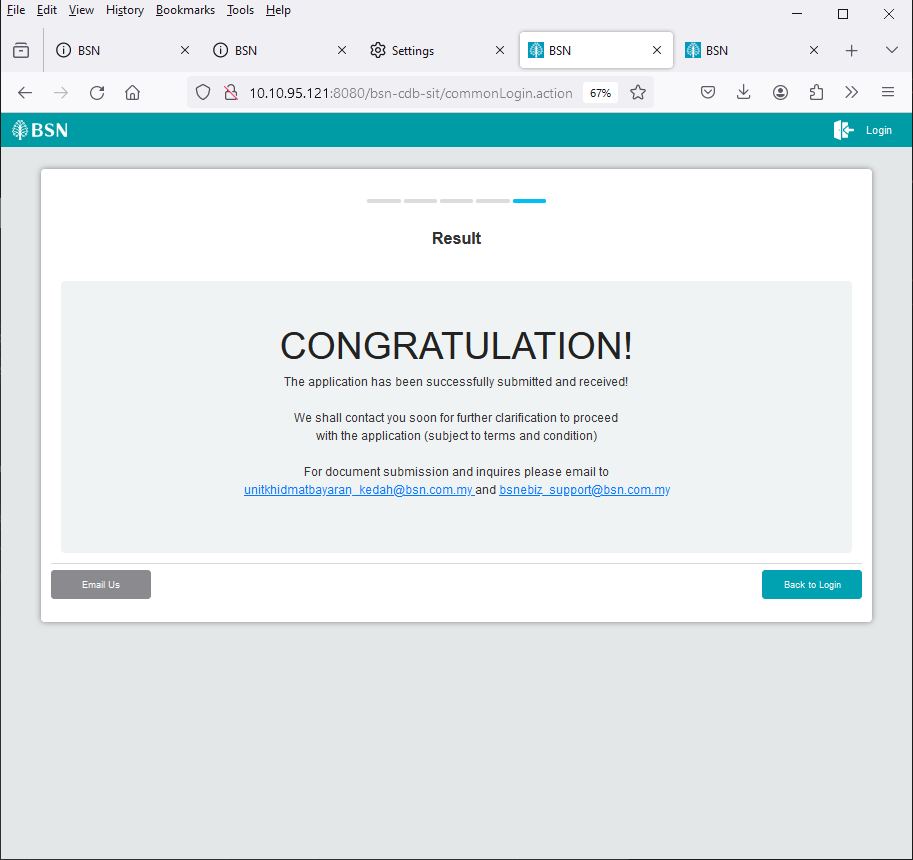 File Edit View History Bookmarks Tools Help
BSN
BSN
Settings
BSN
BSN
10.10.95.121:8080/bsn-cdb-sit/commonLogin.action
67%
BSN
Login
Result
CONGRATULATION!
The application has been successfully submitted and received!
We shall contact you soon for further clarification to proceed
with the application (subject to terms and condition)
For document submission and inquires please email to
unitkhidmatbayaran_kedah@bsn.com.my and bsnebiz_support@bsn.com.my
Email Us
Back to Login